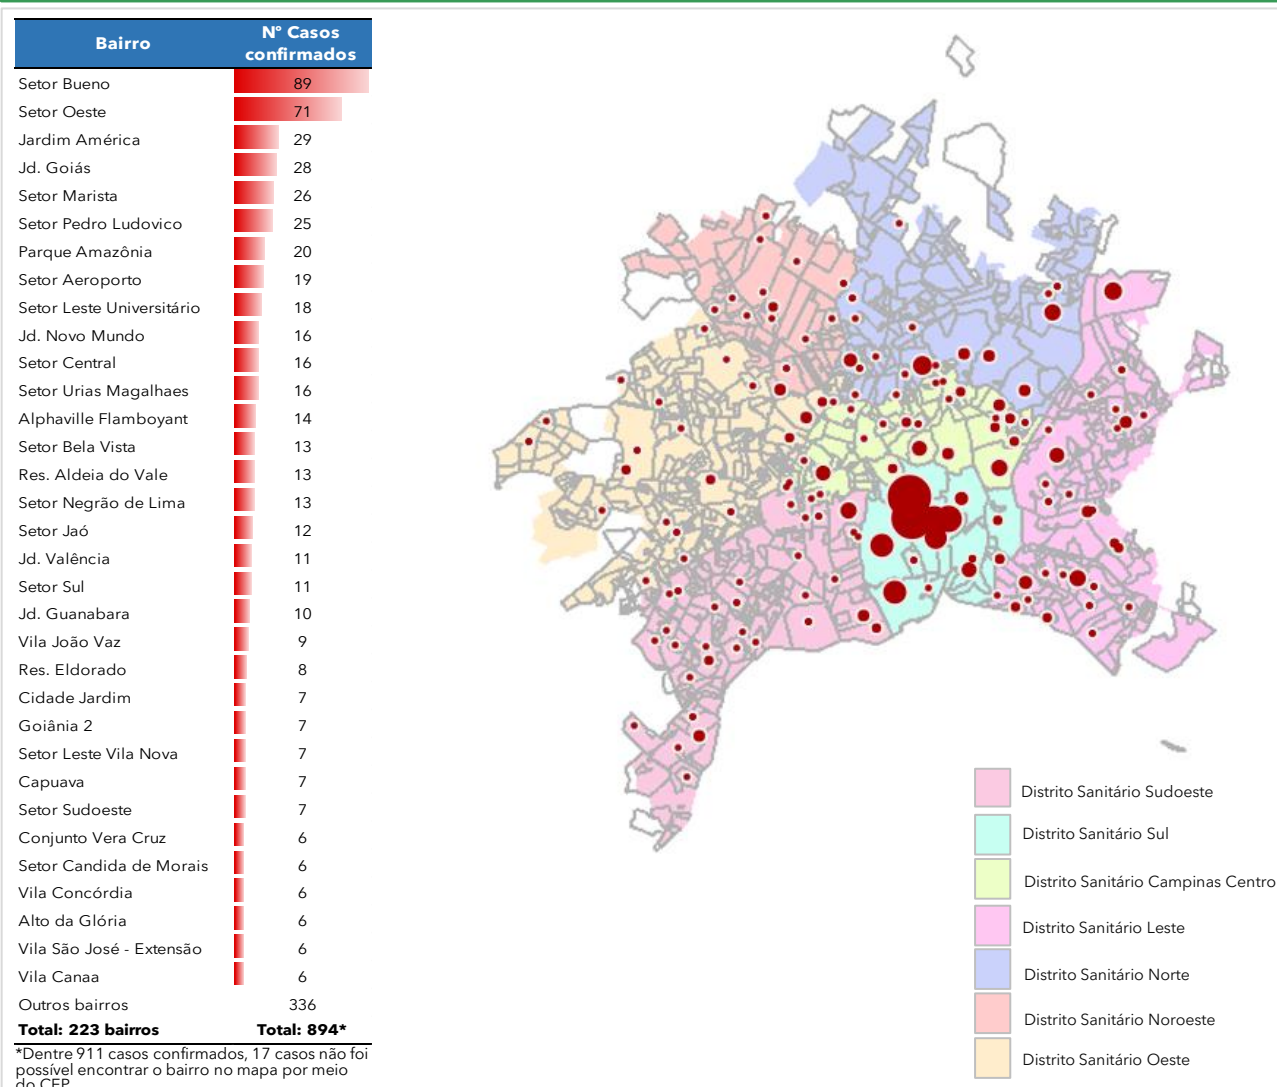 Bairro
Nº Casos
confirmados
Setor Bueno 89
Setor Oeste 71
Jardim América 29
Jd. Goiás 28
Setor Marista 26
Setor Pedro Ludovico 25
Parque Amazônia 20
Setor Aeroporto 19
Setor Leste Universitário 18
Jd. Novo Mundo 16
Setor Central 16
Setor Urias Magalhaes 16
Alphaville Flamboyant 14
Setor Bela Vista 13
Res. Aldeia do Vale 13
Setor Negrão de Lima 13
Setor Jaó 12
Jd. Valência 11
Setor Sul 11
Jd. Guanabara 10
Vila João Vaz 9
Res. Eldorado 8
Cidade Jardim 7
Goiânia 2 7
Setor Leste Vila Nova 7
Capuava 7
Setor Sudoeste 7
Conjunto Vera Cruz 6
Setor Candida de Morais 6
Vila Concórdia 6
Alto da Glória 6
Vila São José - Extensão 6
Vila Canaa 6
Outros bairros 336
Total: 223 bairros Total: 894*
*Dentre 911 casos confirmados, 17 casos não foi
possível encontrar o bairro no mapa por meio
do CEP
Distrito Sanitário Sudoeste
Distrito Sanitário Sul
Distrito Sanitário Campinas Centro
Distrito Sanitário Leste
Distrito Sanitário Norte
Distrito Sanitário Noroeste
Distrito Sanitário Oeste